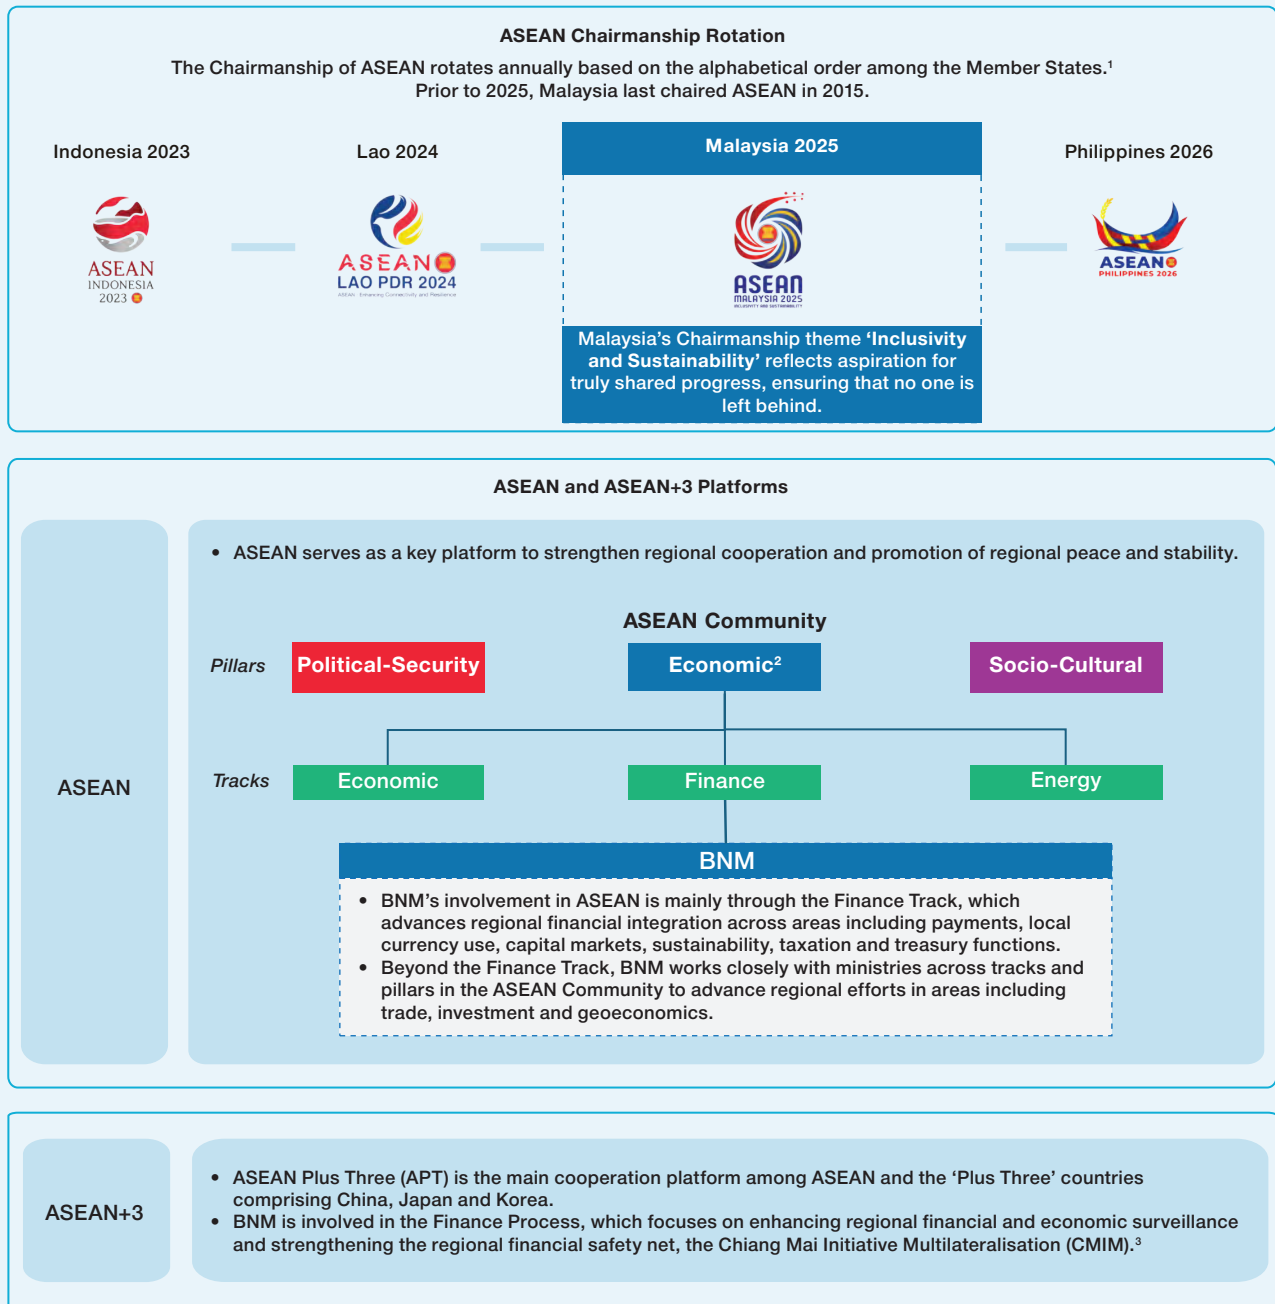 ASEAN Chairmanship Rotation
The Chairmanship of ASEAN rotates annually based on the alphabetical order among the Member States.¹
Prior to 2025, Malaysia last chaired ASEAN in 2015.
Indonesia 2023
Lao 2024
Malaysia 2025
Philippines 2026
ASEAN
INDONESIA
2023
ASEAN
LAO PDR 2024
ASEAN : Enhancing Connectivity and Resilience
ASEAN
MALAYSIA 2025
INCLUSIVITY AND SUSTAINABILITY
ASEAN
PHILIPPINES 2026
Malaysia’s Chairmanship theme ‘Inclusivity
and Sustainability’ reflects aspiration for
truly shared progress, ensuring that no one is
left behind.
ASEAN and ASEAN+3 Platforms
ASEAN
• ASEAN serves as a key platform to strengthen regional cooperation and promotion of regional peace and stability.
ASEAN Community
Pillars
Political-Security
Economic²
Socio-Cultural
Tracks
Economic
Finance
Energy
BNM
• BNM’s involvement in ASEAN is mainly through the Finance Track, which
advances regional financial integration across areas including payments, local
currency use, capital markets, sustainability, taxation and treasury functions.
• Beyond the Finance Track, BNM works closely with ministries across tracks and
pillars in the ASEAN Community to advance regional efforts in areas including
trade, investment and geoeconomics.
ASEAN+3
• ASEAN Plus Three (APT) is the main cooperation platform among ASEAN and the ‘Plus Three’ countries
comprising China, Japan and Korea.
• BNM is involved in the Finance Process, which focuses on enhancing regional financial and economic surveillance
and strengthening the regional financial safety net, the Chiang Mai Initiative Multilateralisation (CMIM).³